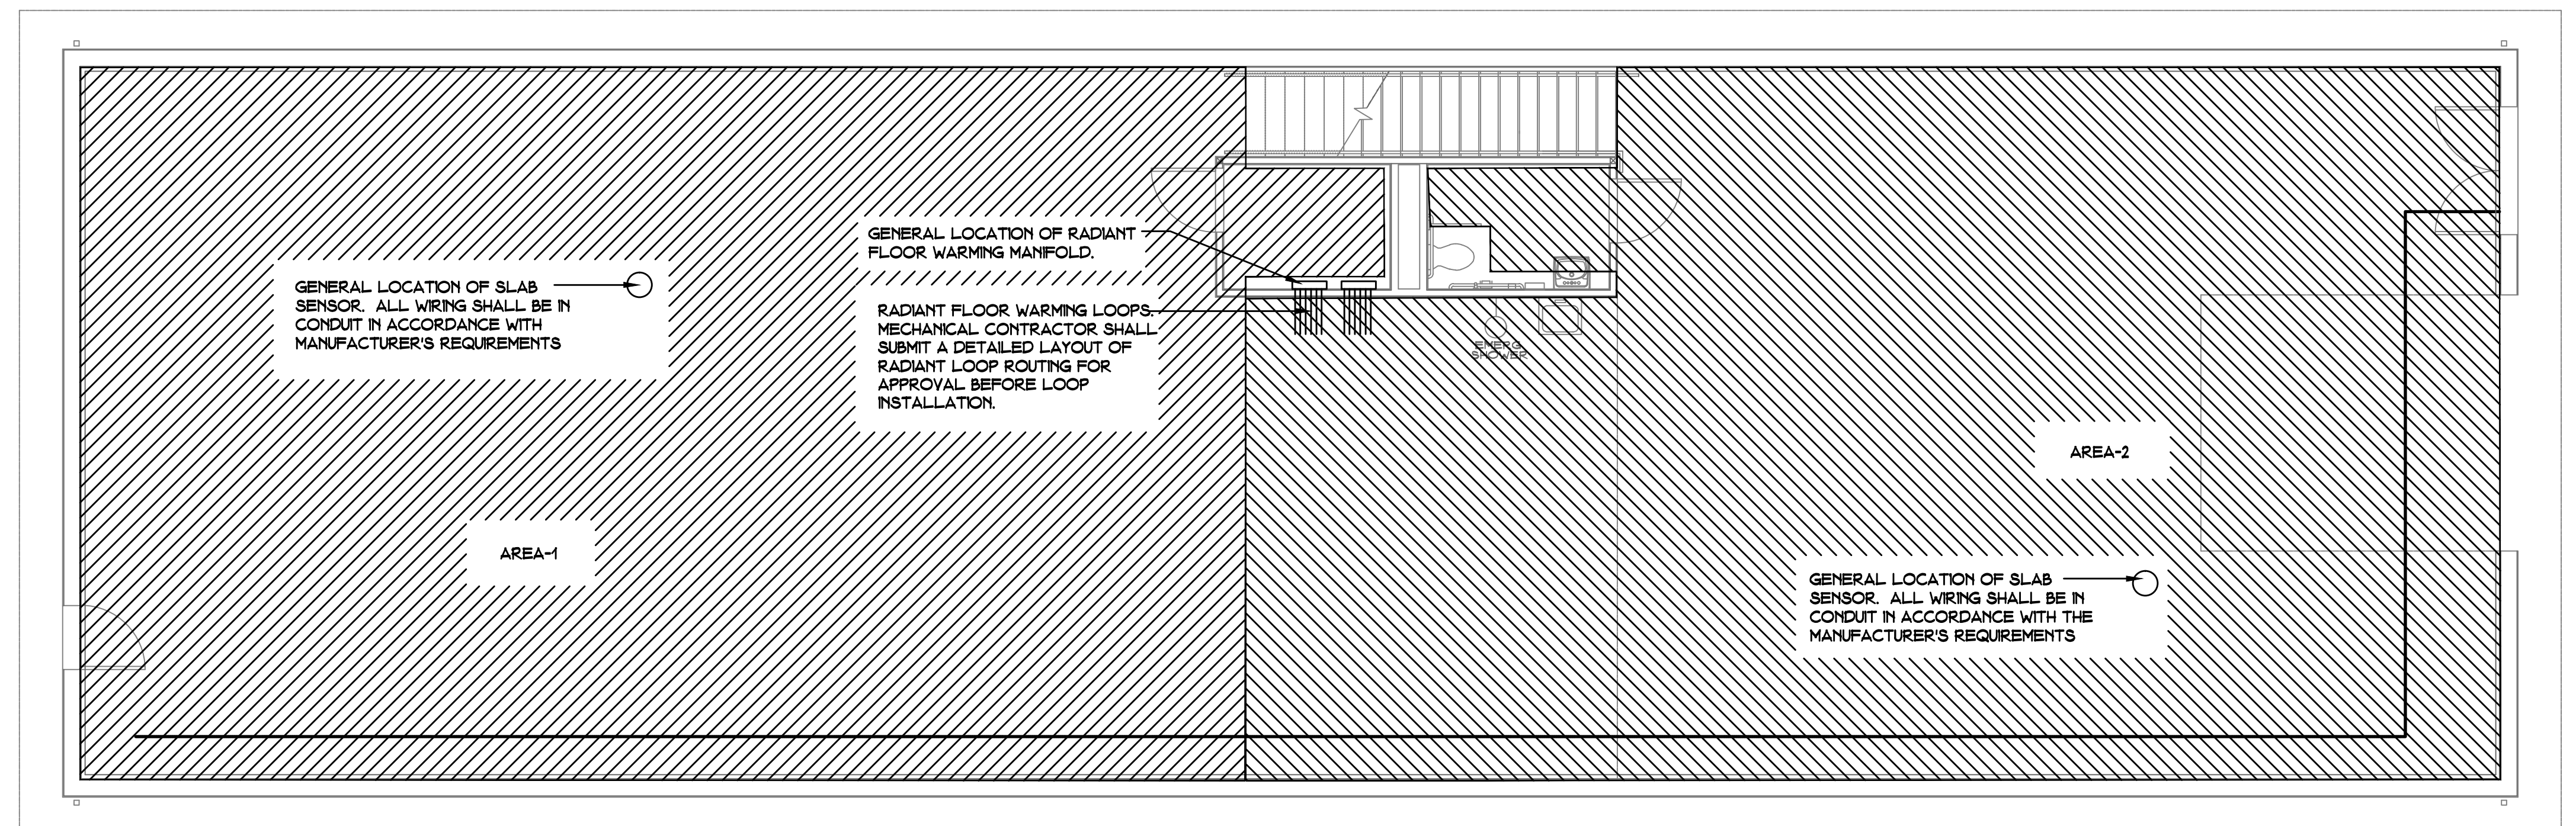 GENERAL LOCATION OF RADIANT
FLOOR WARMING MANIFOLD.
GENERAL LOCATION OF SLAB
SENSOR. ALL WIRING SHALL BE IN
CONDUIT IN ACCORDANCE WITH
MANUFACTURER'S REQUIREMENTS
RADIANT FLOOR WARMING LOOPS.
MECHANICAL CONTRACTOR SHALL
SUBMIT A DETAILED LAYOUT OF
RADIANT LOOP ROUTING FOR
APPROVAL BEFORE LOOP
INSTALLATION.
EMERG.
SHOWER
AREA-2
AREA-1
GENERAL LOCATION OF SLAB
SENSOR. ALL WIRING SHALL BE IN
CONDUIT IN ACCORDANCE WITH THE
MANUFACTURER'S REQUIREMENTS